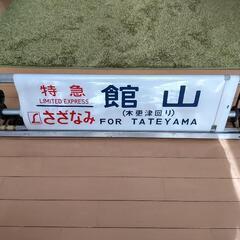 特急
LIMITED EXPRESS
さざなみ
館山
(木更津回り)
FOR TATEYAMA